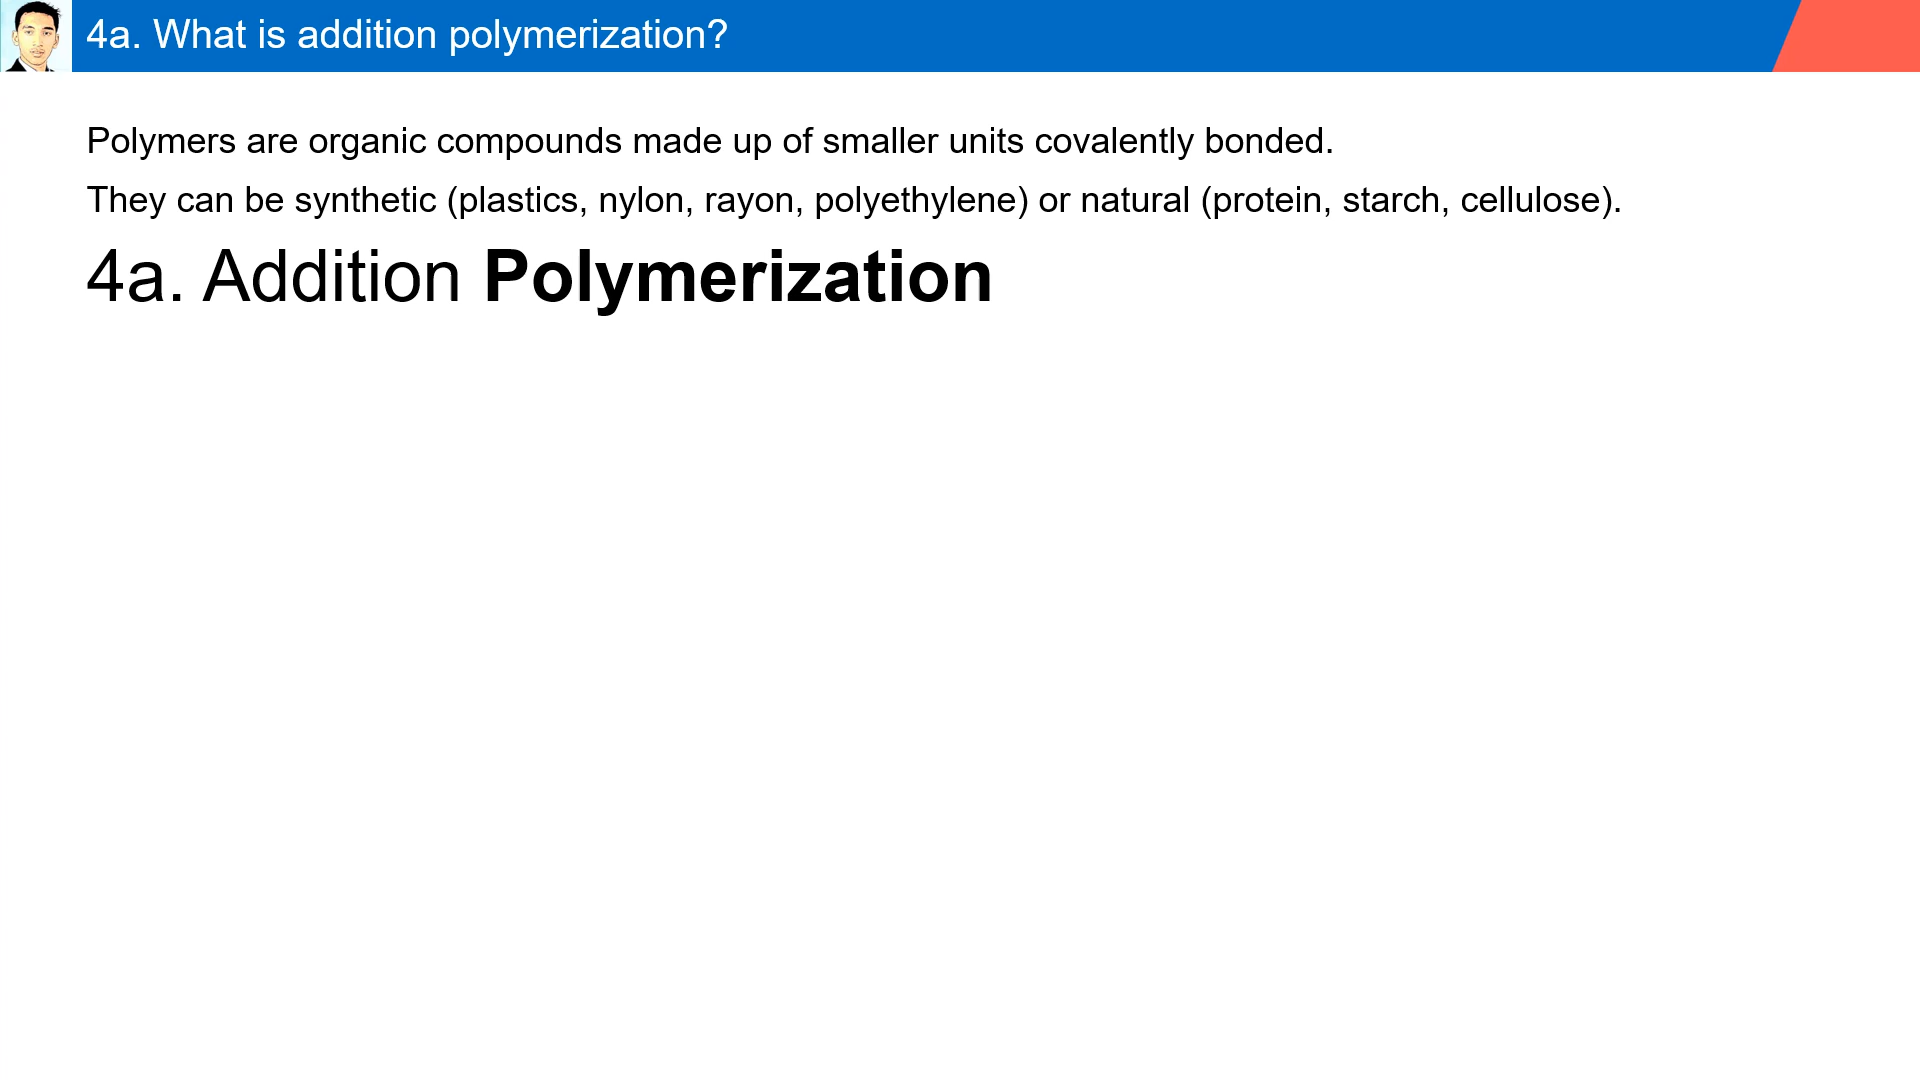 4a. What is addition polymerization?
Polymers are organic compounds made up of smaller units covalently bonded.
They can be synthetic (plastics, nylon, rayon, polyethylene) or natural (protein, starch, cellulose).
4a. Addition Polymerization